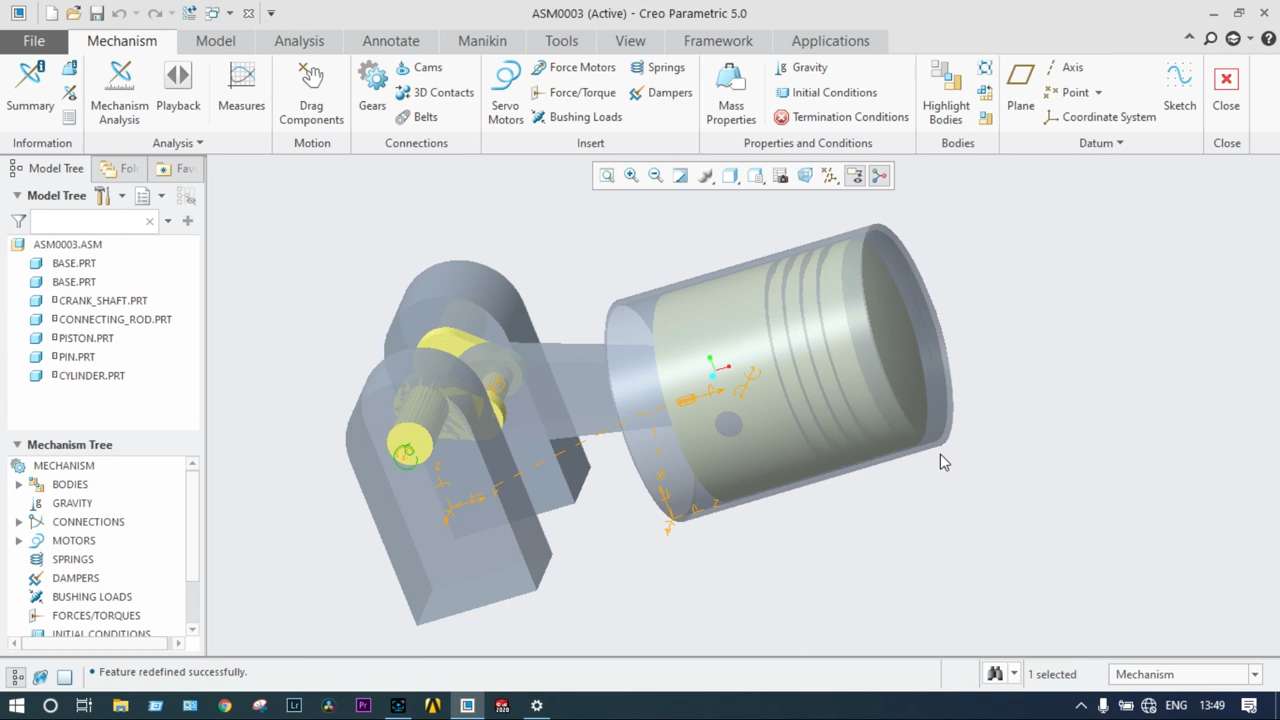 ASM0003 (Active) - Creo Parametric 5.0
File Mechanism Model Analysis Annotate Manikin Tools View Framework Applications
Summary
Mechanism Analysis
Playback
Measures
Drag Components
Gears
Cams
3D Contacts
Belts
Servo Motors
Force Motors
Force/Torque
Bushing Loads
Springs
Dampers
Mass Properties
Gravity
Initial Conditions
Termination Conditions
Highlight Bodies
Plane
Axis
Point
Coordinate System
Sketch
Close
Information Analysis Motion Connections Insert Properties and Conditions Bodies Datum Close
Model Tree Fol Fav
Model Tree
ASM0003.ASM
BASE.PRT
BASE.PRT
CRANK_SHAFT.PRT
CONNECTING_ROD.PRT
PISTON.PRT
PIN.PRT
CYLINDER.PRT
Mechanism Tree
MECHANISM
BODIES
GRAVITY
CONNECTIONS
MOTORS
SPRINGS
DAMPERS
BUSHING LOADS
FORCES/TORQUES
INITIAL CONDITIONS
Feature redefined successfully.
1 selected
Mechanism
ENG 13:49